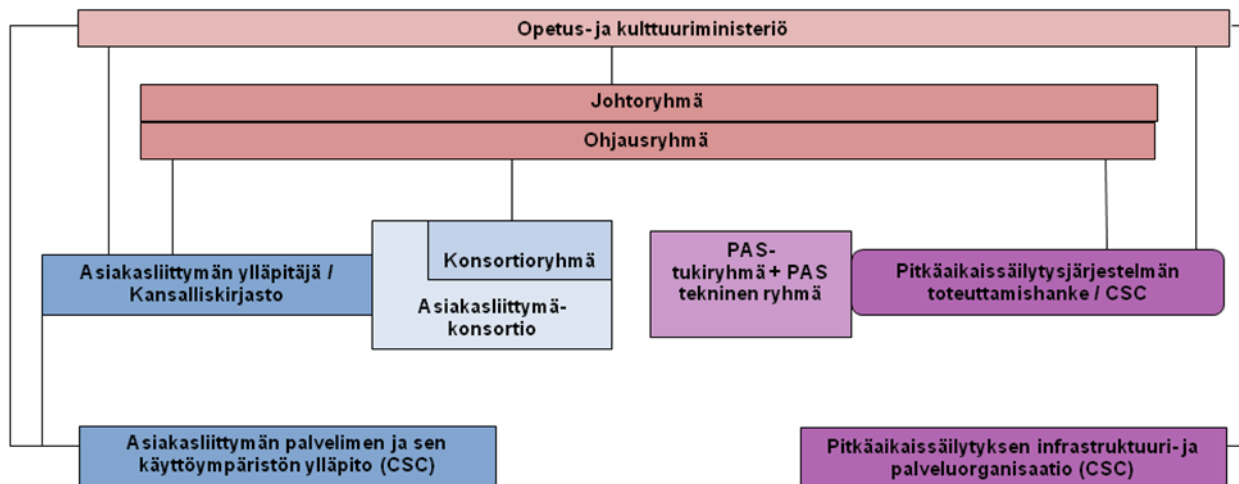 Opetus- ja kulttuuriministeriö
Johtoryhmä
Ohjausryhmä
Asiakasliittymän ylläpitäjä /
Kansalliskirjasto
Konsortioryhmä
Asiakasliittymä-
konsortio
PAS-
tukiryhmä + PAS
tekninen ryhmä
Pitkäaikaissäilytysjärjestelmän
toteuttamishanke / CSC
Asiakasliittymän palvelimen ja sen
käyttöympäristön ylläpito (CSC)
Pitkäaikaissäilytyksen infrastruktuuri- ja
palveluorganisaatio (CSC)